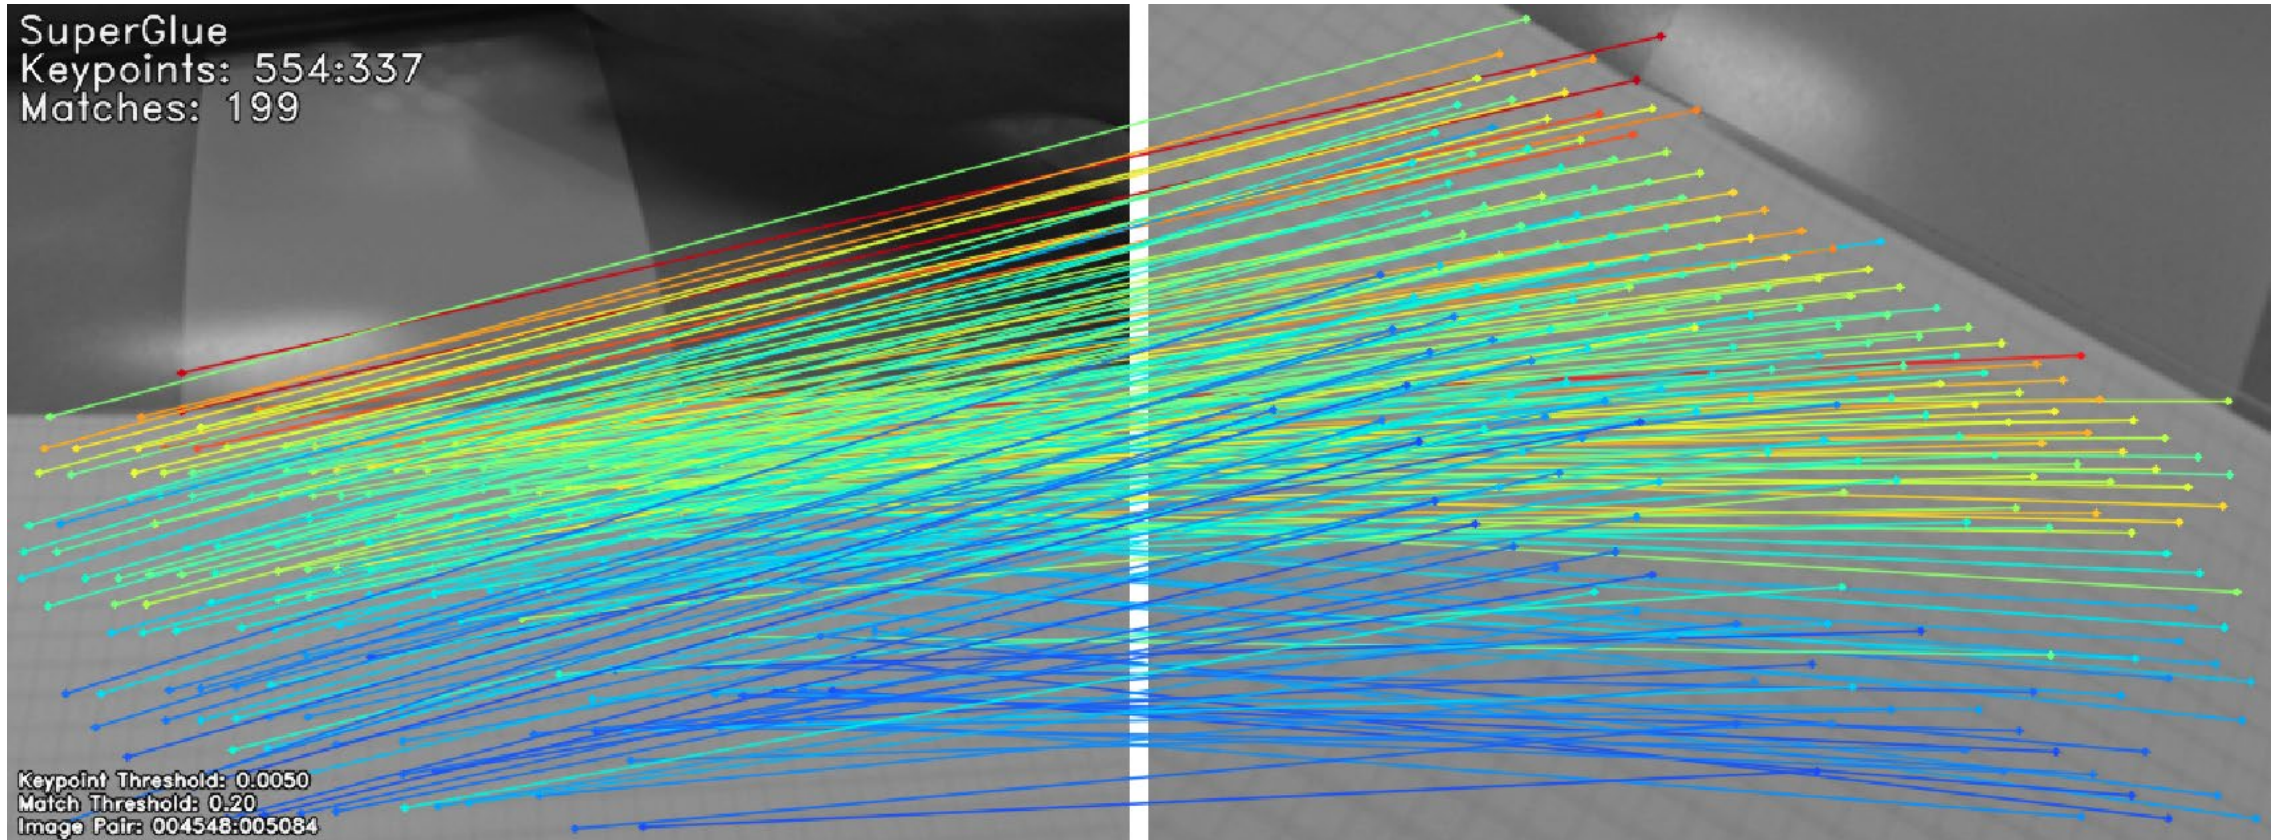 SuperGlue
Keypoints: 554:337
Matches: 199
Keypoint Threshold: 0.0050
Match Threshold: 0.20
Image Pair: 004548:005084